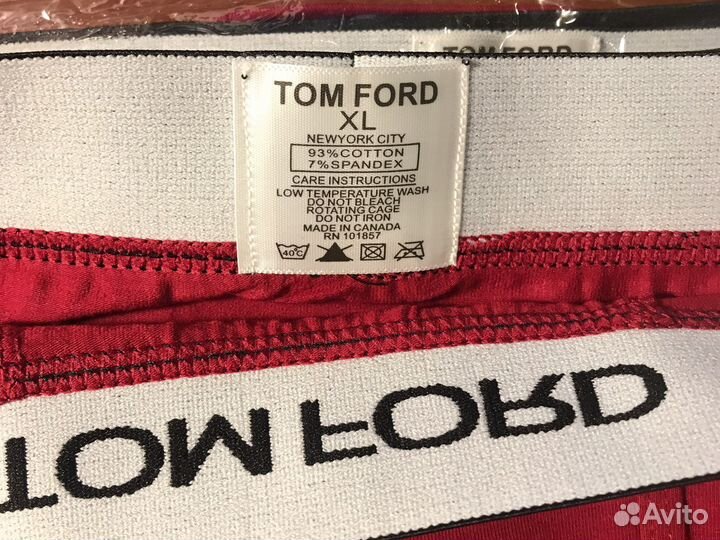 TOM FORD
TOM FORD
XL
NEWYORK CITY
93%COTTON
7%SPANDEX
CARE INSTRUCTIONS
LOW TEMPERATURE WASH
DO NOT BLEACH
ROTATING CAGE
DO NOT IRON
MADE IN CANADA
RN 101857
40°C
TOM FORD
Avito